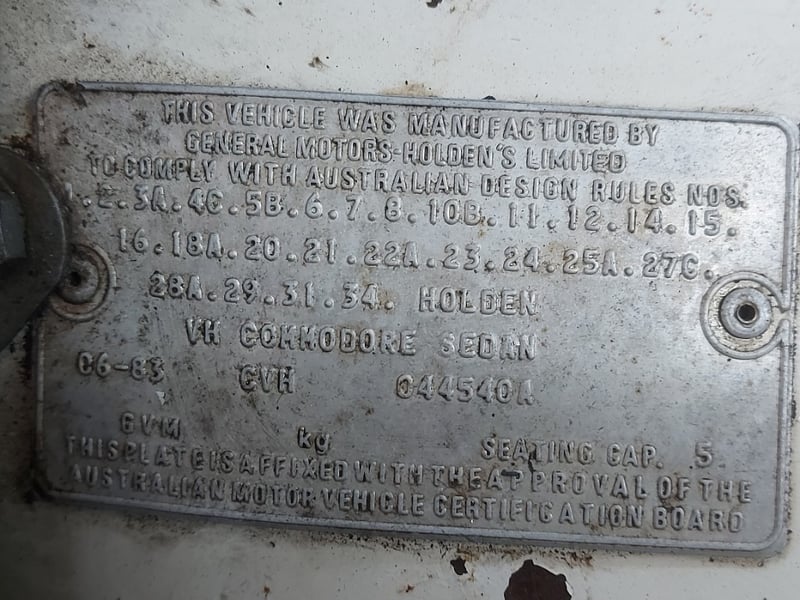 THIS VEHICLE WAS MANUFACTURED BY
GENERAL MOTORS-HOLDEN'S LIMITED
TO COMPLY WITH AUSTRALIAN DESIGN RULES NOS.
1.2.3A.4C.5B.6.7.8.10B.11.12.14.15.
16.18A.20.21.22A.23.24.25A.27C.
28A.29.31.34. HOLDEN
VH COMMODORE SEDAN
06-83 CVH 044540A
GVM kg SEATING CAP. 5
THIS PLATE IS AFFIXED WITH THE APPROVAL OF THE
AUSTRALIAN MOTOR VEHICLE CERTIFICATION BOARD